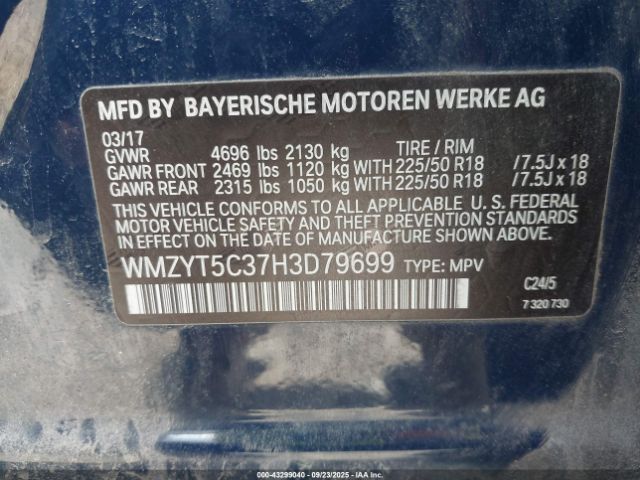 MFD BY BAYERISCHE MOTOREN WERKE AG
03/17
GVWR 4696 lbs 2130 kg TIRE / RIM
GAWR FRONT 2469 lbs 1120 kg WITH 225/50 R18 /7.5J x 18
GAWR REAR 2315 lbs 1050 kg WITH 225/50 R18 /7.5J x 18
THIS VEHICLE CONFORMS TO ALL APPLICABLE U. S. FEDERAL
MOTOR VEHICLE SAFETY AND THEFT PREVENTION STANDARDS
IN EFFECT ON THE DATE OF MANUFACTURE SHOWN ABOVE.
WMZYT5C37H3D79699 TYPE: MPV
C24/5
7 320 730
000-43299040 - 09/23/2025 - COPYRIGHT IAA, LLC.